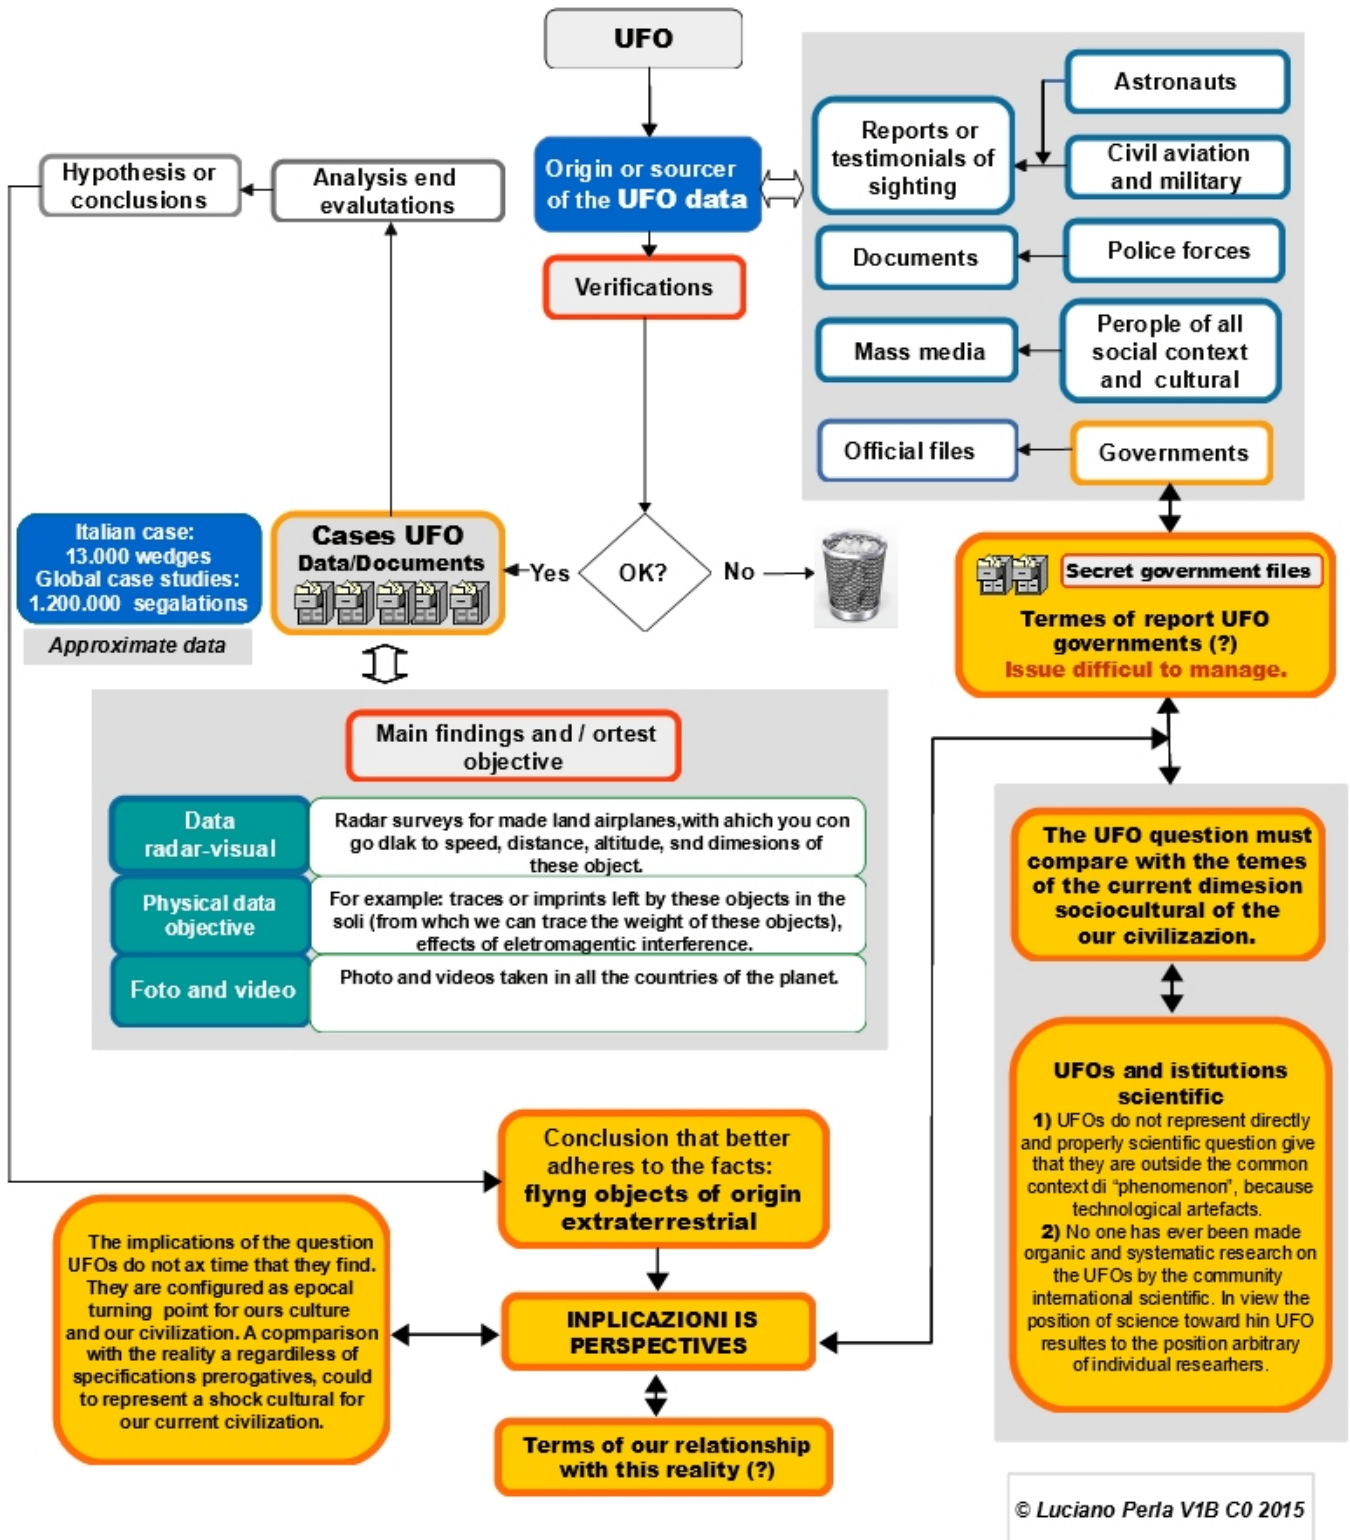 UFO
Origin or sourcer
of the UFO data
Verifications
Reports or
testimonials of
sighting
Astronauts
Civil aviation
and military
Documents
Police forces
Mass media
Perople of all
social context
and cultural
Official files
Governments
Hypothesis or
conclusions
Analysis end
evalutations
Italian case:
13.000 wedges
Global case studies:
1.200.000 segalations
Approximate data
Cases UFO
Data/Documents
Yes
OK?
No
Secret government files
Termes of report UFO
governments (?)
Issue difficul to manage.
Main findings and / ortest
objective
Data
radar-visual
Radar surveys for made land airplanes,with ahich you con
go dlak to speed, distance, altitude, snd dimesions of
these object.
Physical data
objective
For example: traces or imprints left by these objects in the
soli (from whch we can trace the weight of these objects),
effects of eletromagentic interference.
Foto and video
Photo and videos taken in all the countries of the planet.
The UFO question must
compare with the temes
of the current dimesion
sociocultural of the
our civilizazion.
UFOs and istitutions
scientific
1) UFOs do not represent directly
and properly scientific question give
that they are outside the common
context di “phenomenon”, because
technological artefacts.
2) No one has ever been made
organic and systematic research on
the UFOs by the community
international scientific. In view the
position of science toward hin UFO
resultes to the position arbitrary
of individual researhers.
Conclusion that better
adheres to the facts:
flyng objects of origin
extraterrestrial
The implications of the question
UFOs do not ax time that they find.
They are configured as epocal
turning point for ours culture
and our civilization. A copmparison
with the reality a regardiless of
specifications prerogatives, could
to represent a shock cultural for
our current civilization.
INPLICAZIONI IS
PERSPECTIVES
Terms of our relationship
with this reality (?)
© Luciano Perla V1B C0 2015